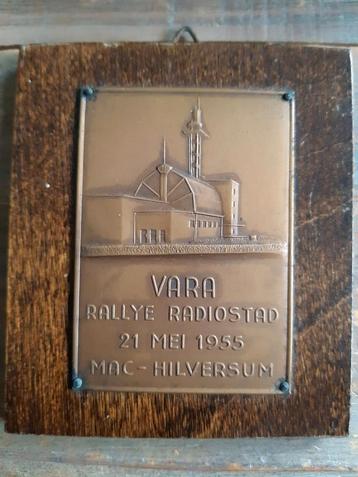 VARA
RALLYE RADIOSTAD
21 MEI 1955
MAC-HILVERSUM